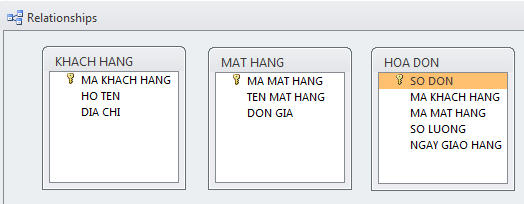 Relationships
KHACH HANG
MA KHACH HANG
HO TEN
DIA CHI
MAT HANG
MA MAT HANG
TEN MAT HANG
DON GIA
HOA DON
SO DON
MA KHACH HANG
MA MAT HANG
SO LUONG
NGAY GIAO HANG